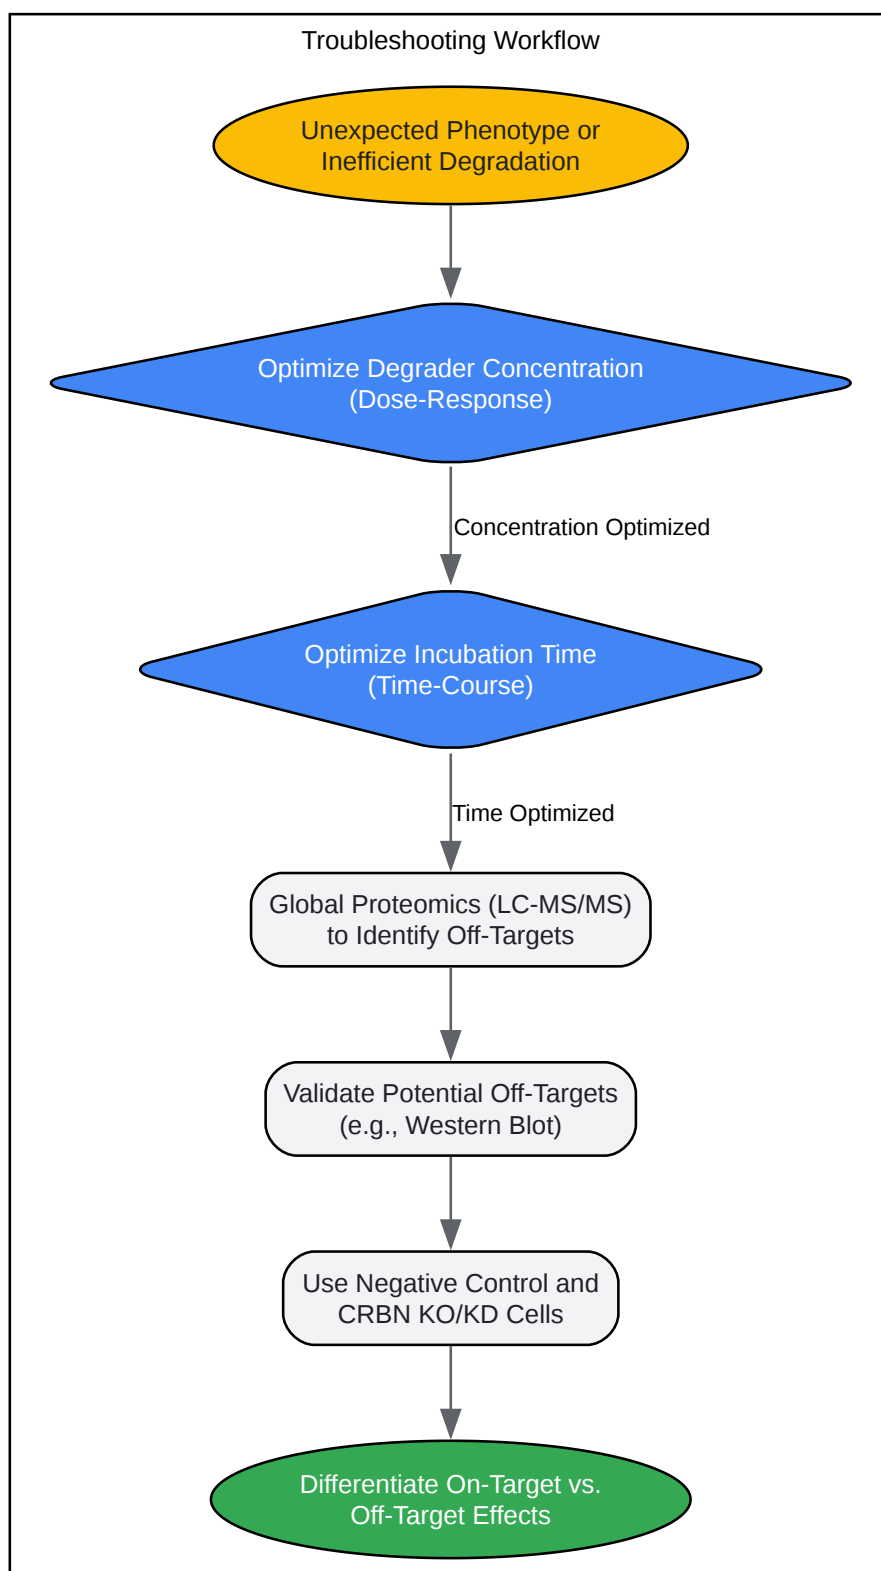 Troubleshooting Workflow
Unexpected Phenotype or
Inefficient Degradation
Optimize Degrader Concentration
(Dose-Response)
Concentration Optimized
Optimize Incubation Time
(Time-Course)
Time Optimized
Global Proteomics (LC-MS/MS)
to Identify Off-Targets
Validate Potential Off-Targets
(e.g., Western Blot)
Use Negative Control and
CRBN KO/KD Cells
Differentiate On-Target vs.
Off-Target Effects